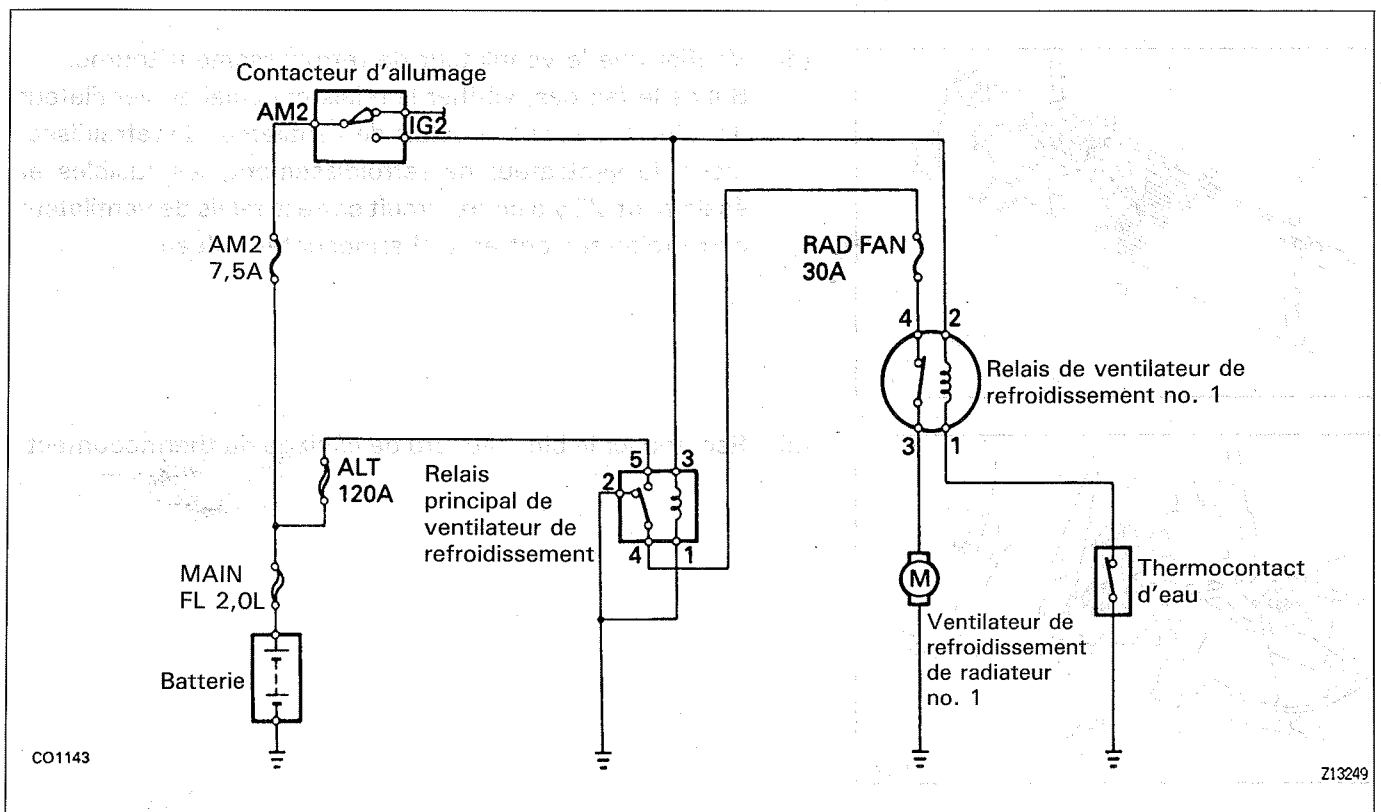 Contacteur d'allumage
AM2
IG2
AM2
7,5A
RAD FAN
30A
4
2
Relais de ventilateur de
refroidissement no. 1
3
1
ALT
120A
Relais
principal de
ventilateur de
refroidissement
5
3
2
4
1
MAIN
FL 2,0L
Batterie
M
Ventilateur de
refroidissement
de radiateur
no. 1
Thermocontact
d'eau
CO1143
Z13249